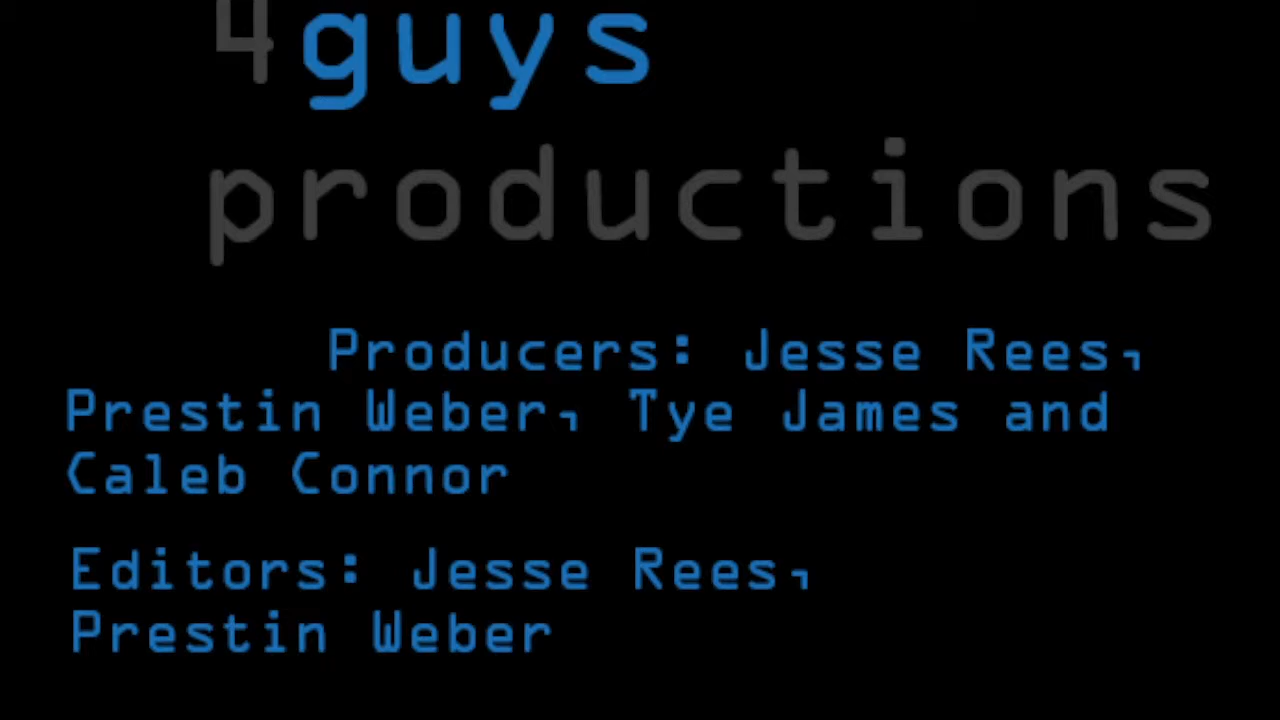 4guys
productions
Producers: Jesse Rees,
Prestin Weber, Tye James and
Caleb Connor
Editors: Jesse Rees,
Prestin Weber